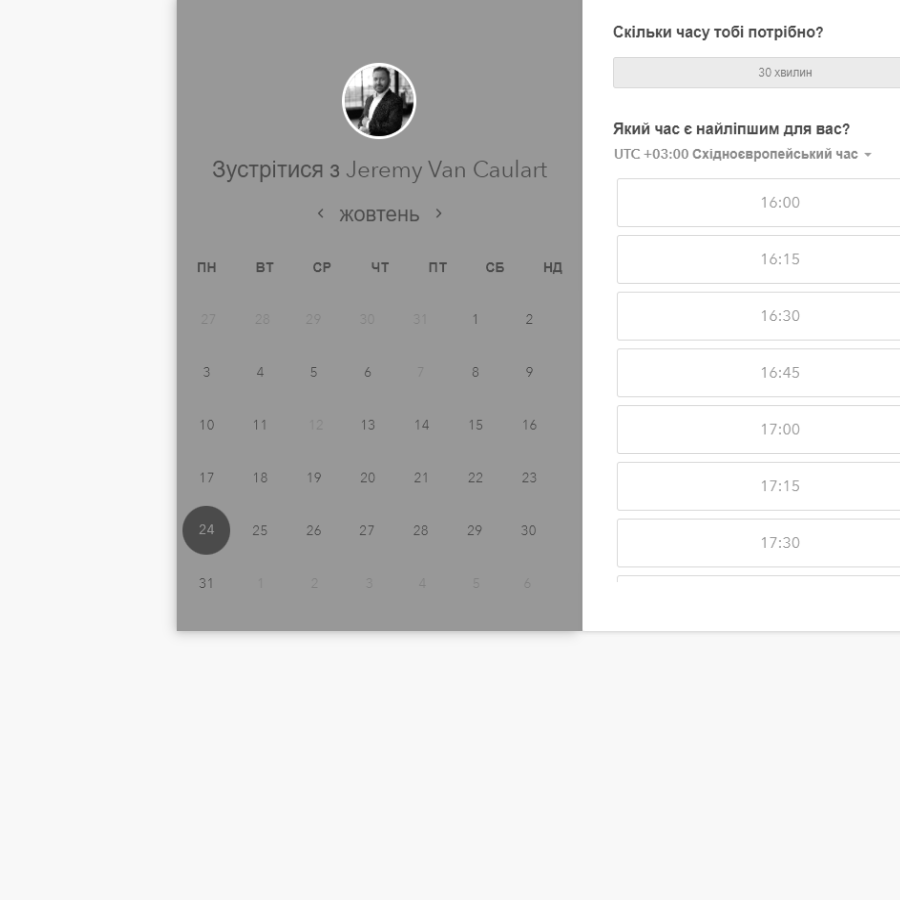 Зустрітися з Jeremy Van Caulart
жовтень
ПН ВТ СР ЧТ ПТ СБ НД
27 28 29 30 31 1 2
3 4 5 6 7 8 9
10 11 12 13 14 15 16
17 18 19 20 21 22 23
24 25 26 27 28 29 30
31 1 2 3 4 5 6
Скільки часу тобі потрібно?
30 хвилин
Який час є найліпшим для вас?
UTC +03:00 Східноєвропейський час
16:00
16:15
16:30
16:45
17:00
17:15
17:30